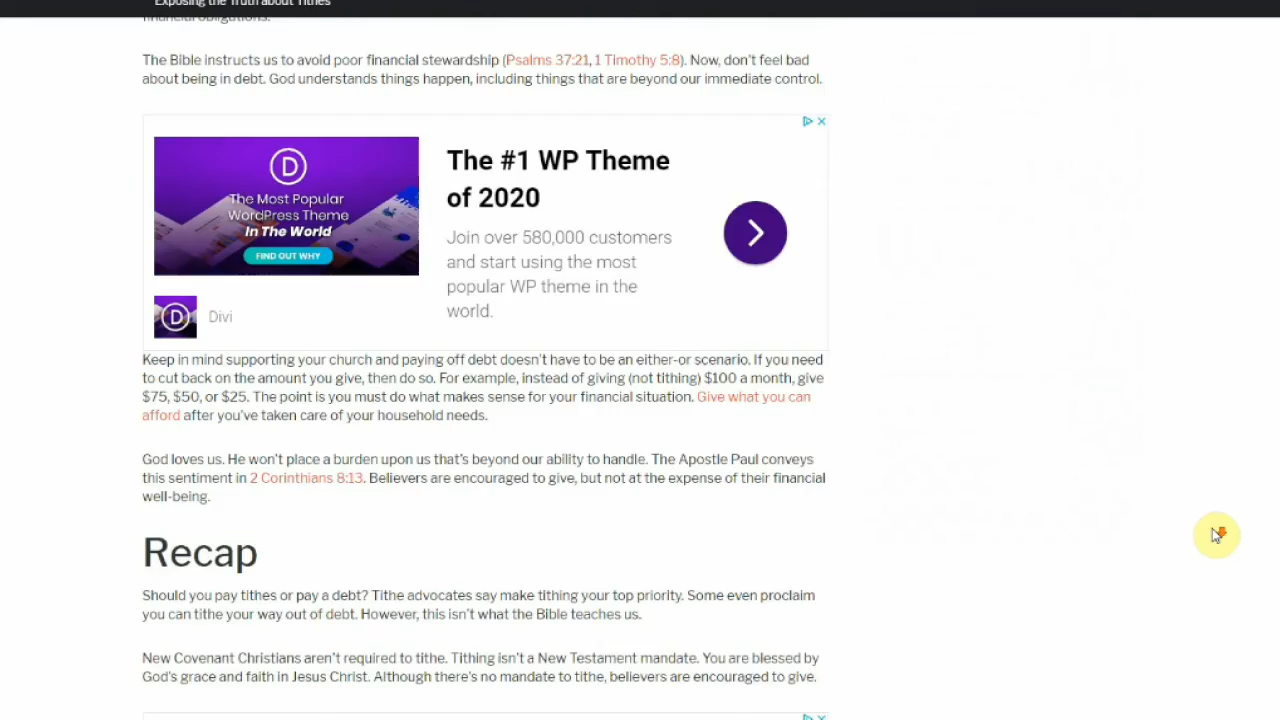 Exposing the Truth about Tithes
financial obligations.
The Bible instructs us to avoid poor financial stewardship (Psalms 37:21, 1 Timothy 5:8). Now, don't feel bad
about being in debt. God understands things happen, including things that are beyond our immediate control.
D
The Most Popular
WordPress Theme
In The World
FIND OUT WHY
D
Divi
The #1 WP Theme
of 2020
Join over 580,000 customers
and start using the most
popular WP theme in the
world.
Keep in mind supporting your church and paying off debt doesn't have to be an either-or scenario. If you need
to cut back on the amount you give, then do so. For example, instead of giving (not tithing) $100 a month, give
$75, $50, or $25. The point is you must do what makes sense for your financial situation. Give what you can
afford after you've taken care of your household needs.
God loves us. He won't place a burden upon us that's beyond our ability to handle. The Apostle Paul conveys
this sentiment in 2 Corinthians 8:13. Believers are encouraged to give, but not at the expense of their financial
well-being.
Recap
Should you pay tithes or pay a debt? Tithe advocates say make tithing your top priority. Some even proclaim
you can tithe your way out of debt. However, this isn't what the Bible teaches us.
New Covenant Christians aren't required to tithe. Tithing isn't a New Testament mandate. You are blessed by
God's grace and faith in Jesus Christ. Although there's no mandate to tithe, believers are encouraged to give.